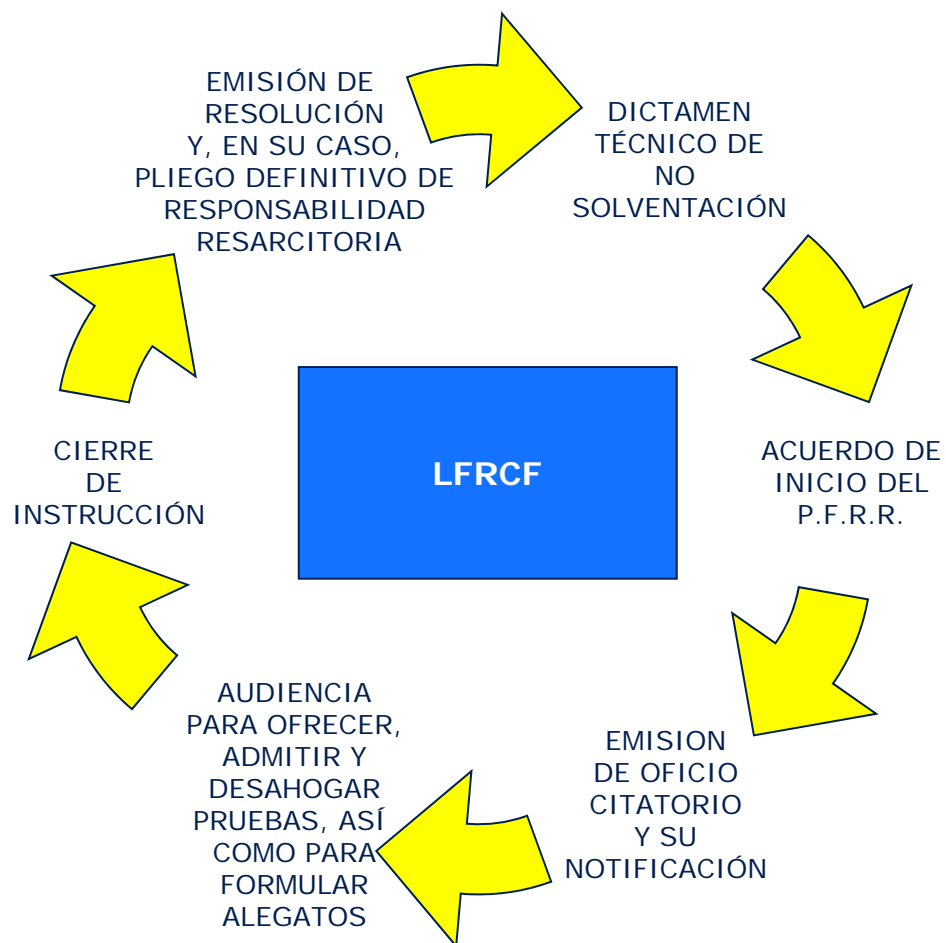 EMISIÓN DE
RESOLUCIÓN
Y, EN SU CASO,
PLIEGO DEFINITIVO DE
RESPONSABILIDAD
RESARCITORIA
DICTAMEN
TÉCNICO DE
NO
SOLVENTACIÓN
ACUERDO DE
INICIO DEL
P.F.R.R.
EMISION
DE OFICIO
CITATORIO
Y SU
NOTIFICACIÓN
AUDIENCIA
PARA OFRECER,
ADMITIR Y
DESAHOGAR
PRUEBAS, ASÍ
COMO PARA
FORMULAR
ALEGATOS
CIERRE
DE
INSTRUCCIÓN
LFRCF